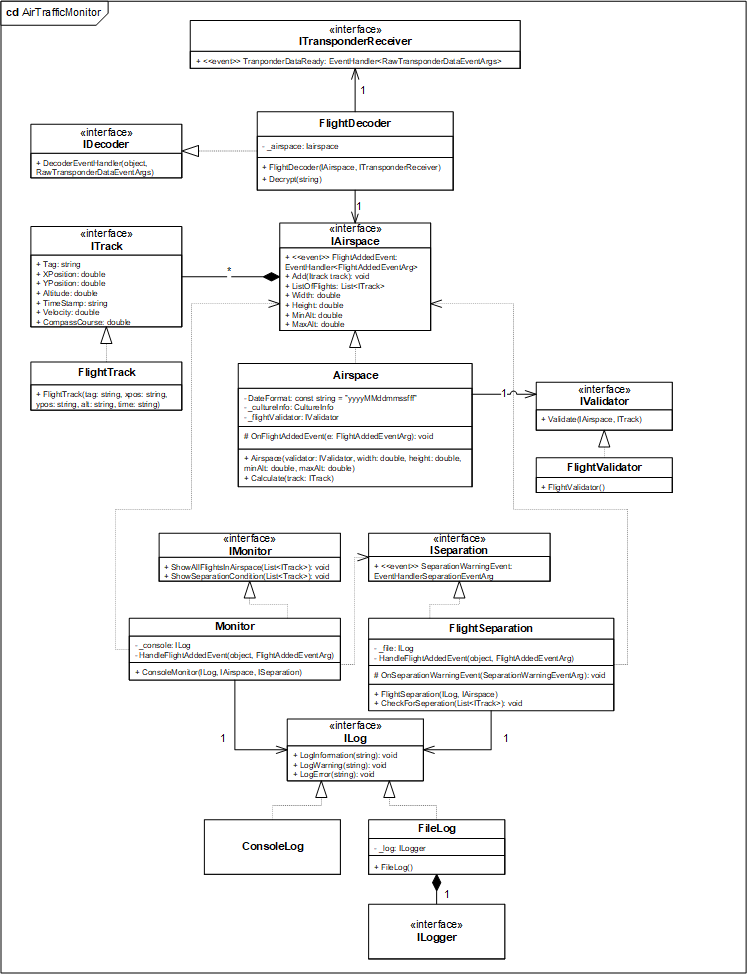 cd AirTrafficMonitor
«interface»
ITransponderReceiver
+ <<event>> TranponderDataReady: EventHandler<RawTransponderDataEventArgs>
1
FlightDecoder
- _airspace: Iairspace
+ FlightDecoder(IAirspace, ITransponderReceiver)
+ Decrypt(string)
«interface»
IDecoder
+ DecoderEventHandler(object,
RawTransponderDataEventArgs)
1
«interface»
ITrack
+ Tag: string
+ XPosition: double
+ YPosition: double
+ Altitude: double
+ TimeStamp: string
+ Velocity: double
+ CompassCourse: double
*
«interface»
IAirspace
+ <<event>> FlightAddedEvent:
EventHandler<FlightAddedEventArg>
+ Add(Itrack track): void
+ ListOfFlights: List<ITrack>
+ Width: double
+ Height: double
+ MinAlt: double
+ MaxAlt: double
FlightTrack
+ FlightTrack(tag: string, xpos: string,
ypos: string, alt: string, time: string)
Airspace
- DateFormat: const string = "yyyyMMddmmssfff"
- _cultureInfo: CultureInfo
- _flightValidator: IValidator
# OnFlightAddedEvent(e: FlightAddedEventArg): void
+ Airspace(validator: IValidator, width: double, height: double,
minAlt: double, maxAlt: double)
+ Calculate(track: ITrack)
1
«interface»
IValidator
+ Validate(IAirspace, ITrack)
FlightValidator
+ FlightValidator()
«interface»
IMonitor
+ ShowAllFlightsInAirspace(List<ITrack>): void
+ ShowSeparationCondition(List<Track>): void
«interface»
ISeparation
+ <<event>> SeparationWarningEvent:
EventHandlerSeparationEventArg
Monitor
- _console: ILog
- HandleFlightAddedEvent(object, FlightAddedEventArg)
+ ConsoleMonitor(ILog, IAirspace, ISeparation)
FlightSeparation
- _file: ILog
- HandleFlightAddedEvent(object, FlightAddedEventArg)
# OnSeparationWarningEvent(SeparationWarningEventArg): void
+ FlightSeparation(ILog, IAirspace)
+ CheckForSeperation(List<ITrack>): void
1
1
«interface»
ILog
+ LogInformation(string): void
+ LogWarning(string): void
+ LogError(string): void
ConsoleLog
FileLog
- _log: ILogger
+ FileLog()
1
«interface»
ILogger